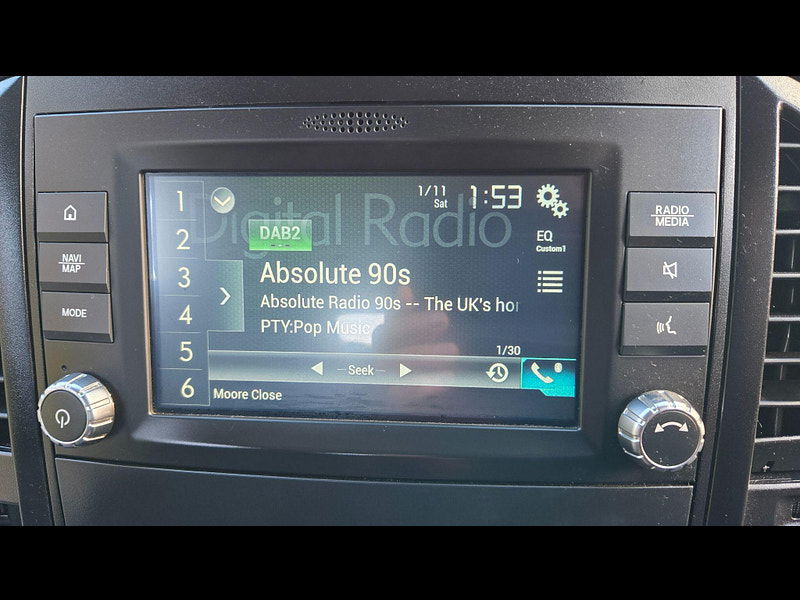 1/11
Sat
1:53
Digital Radio
1
2
3
4
5
6
DAB2
EQ
Custom1
Absolute 90s
Absolute Radio 90s -- The UK's ho
PTY:Pop Music
1/30
Seek
Moore Close
NAVI
MAP
MODE
RADIO
MEDIA